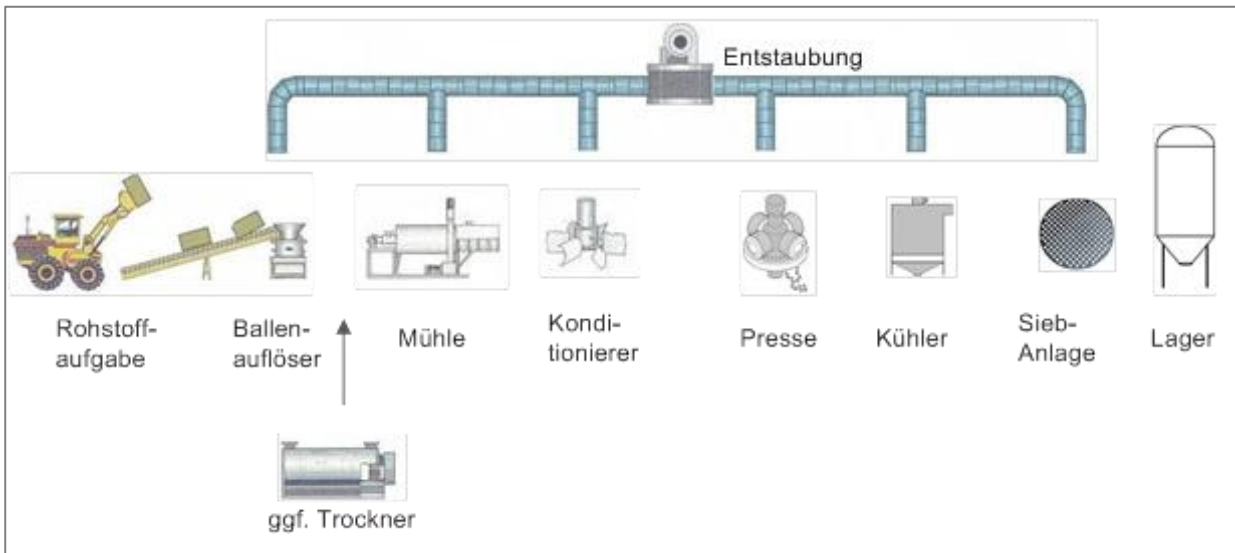 Entstaubung
Rohstoff-
aufgabe
Ballen-
auflöser
Mühle
Kondi-
tionierer
Presse
Kühler
Sieb-
Anlage
Lager
ggf. Trockner